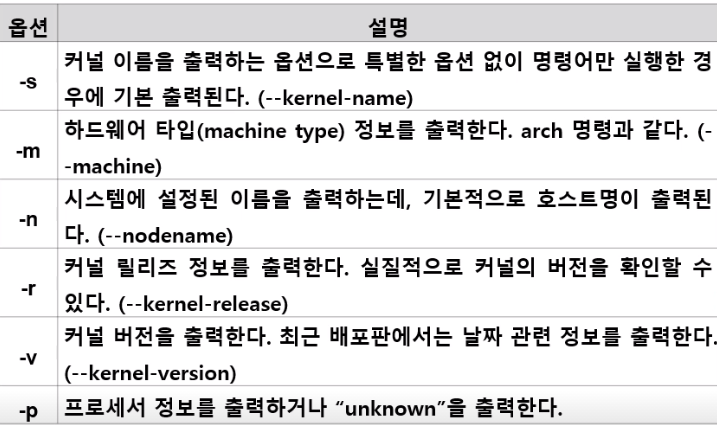 옵션 설명
-s
커널 이름을 출력하는 옵션으로 특별한 옵션 없이 명령어만 실행한 경
우에 기본 출력된다. (--kernel-name)
-m
하드웨어 타입(machine type) 정보를 출력한다. arch 명령과 같다. (-
-machine)
-n
시스템에 설정된 이름을 출력하는데, 기본적으로 호스트명이 출력된
다. (--nodename)
-r
커널 릴리즈 정보를 출력한다. 실질적으로 커널의 버전을 확인할 수
있다. (--kernel-release)
-v
커널 버전을 출력한다. 최근 배포판에서는 날짜 관련 정보를 출력한다.
(--kernel-version)
-p
프로세서 정보를 출력하거나 “unknown”을 출력한다.